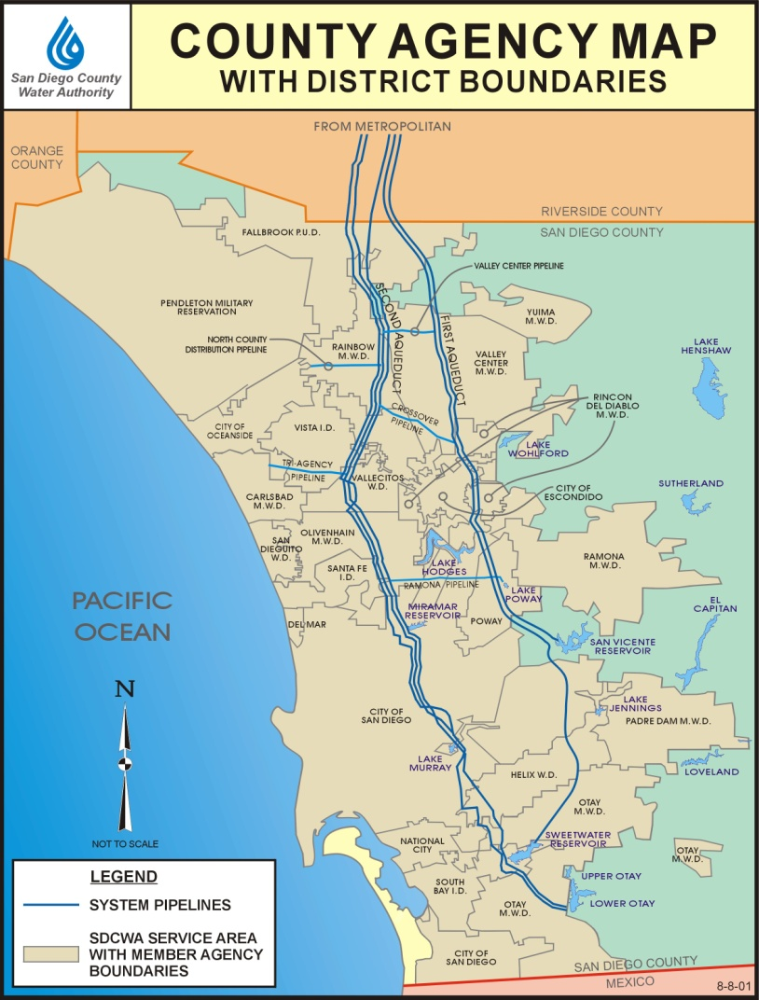 San Diego County
Water Authority
COUNTY AGENCY MAP
WITH DISTRICT BOUNDARIES
FROM METROPOLITAN
ORANGE
COUNTY
RIVERSIDE COUNTY
SAN DIEGO COUNTY
FALLBROOK P.U.D.
VALLEY CENTER PIPELINE
PENDLETON MILITARY
RESERVATION
SECOND AQUEDUCT
FIRST AQUEDUCT
YUIMA
M.W.D.
NORTH COUNTY
DISTRIBUTION PIPELINE
RAINBOW
M.W.D.
VALLEY
CENTER
M.W.D.
LAKE
HENSHAW
RINCON
DEL DIABLO
M.W.D.
CROSSOVER
PIPELINE
CITY OF
OCEANSIDE
VISTA I.D.
LAKE
WOHLFORD
TRI-AGENCY
PIPELINE
VALLECITOS
W.D.
CITY OF
ESCONDIDO
SUTHERLAND
CARLSBAD
M.W.D.
OLIVENHAIN
M.W.D.
SAN
DIEGUITO
W.D.
SANTA FE
I.D.
LAKE
HODGES
RAMONA
M.W.D.
RAMONA PIPELINE
LAKE
POWAY
MIRAMAR
RESERVOIR
POWAY
PACIFIC
OCEAN
DEL MAR
EL
CAPITAN
SAN VICENTE
RESERVOIR
N
CITY OF
SAN DIEGO
LAKE
JENNINGS
PADRE DAM M.W.D.
LAKE
MURRAY
HELIX W.D.
LOVELAND
OTAY
M.W.D.
NOT TO SCALE
NATIONAL
CITY
SWEETWATER
RESERVOIR
OTAY
M.W.D.
SOUTH
BAY I.D.
UPPER OTAY
LOWER OTAY
OTAY
M.W.D.
CITY OF
SAN DIEGO
LEGEND
SYSTEM PIPELINES
SDCWA SERVICE AREA
WITH MEMBER AGENCY
BOUNDARIES
SAN DIEGO COUNTY
MEXICO
8-8-01